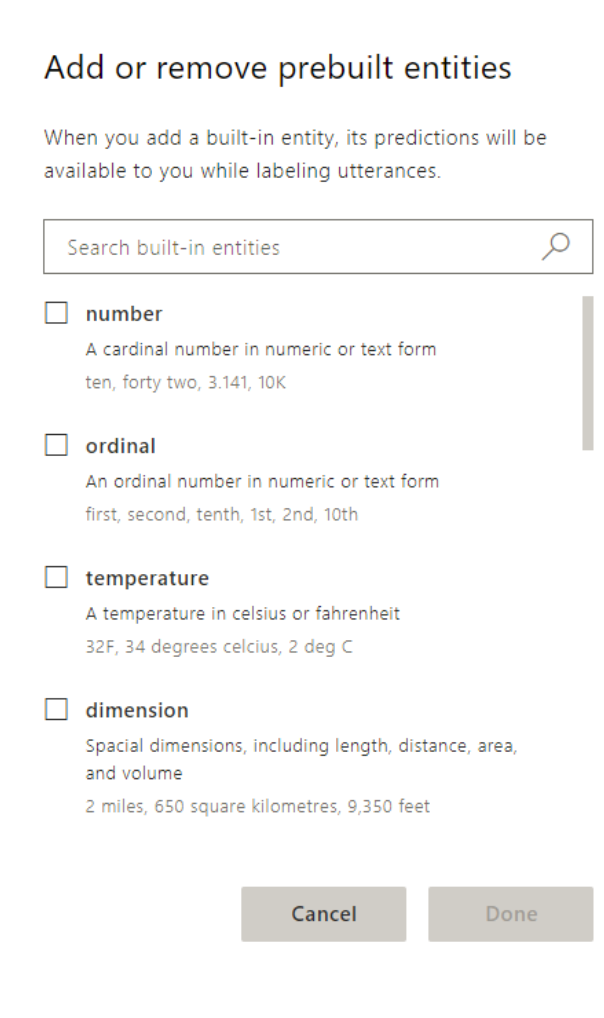 Add or remove prebuilt entities
When you add a built-in entity, its predictions will be
available to you while labeling utterances.
Search built-in entities
number
A cardinal number in numeric or text form
ten, forty two, 3.141, 10K
ordinal
An ordinal number in numeric or text form
first, second, tenth, 1st, 2nd, 10th
temperature
A temperature in celsius or fahrenheit
32F, 34 degrees celcius, 2 deg C
dimension
Spacial dimensions, including length, distance, area,
and volume
2 miles, 650 square kilometres, 9,350 feet
Cancel
Done